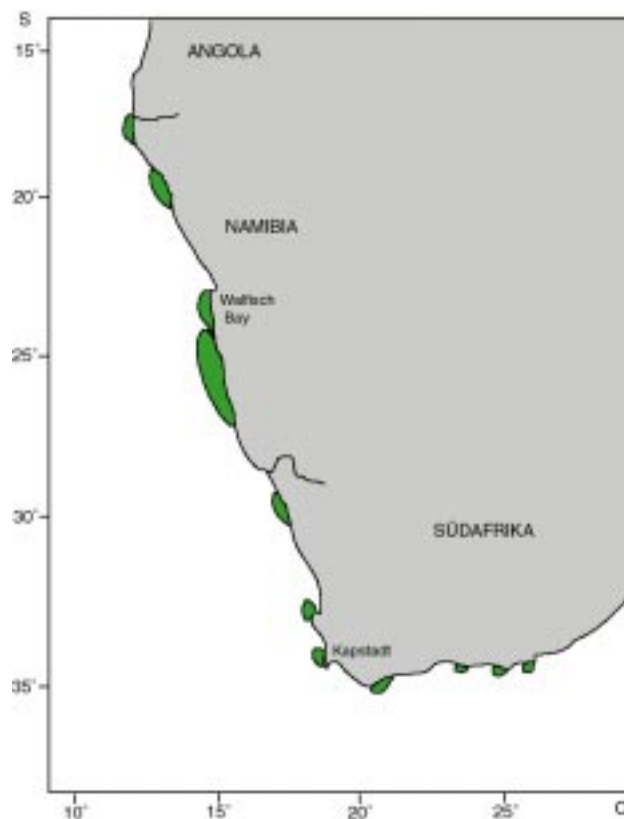 S
15°
ANGOLA
20°
NAMIBIA
Walfisch
Bay
25°
30°
SÜDAFRIKA
Kapstadt
35°
10°
15°
20°
25°
O